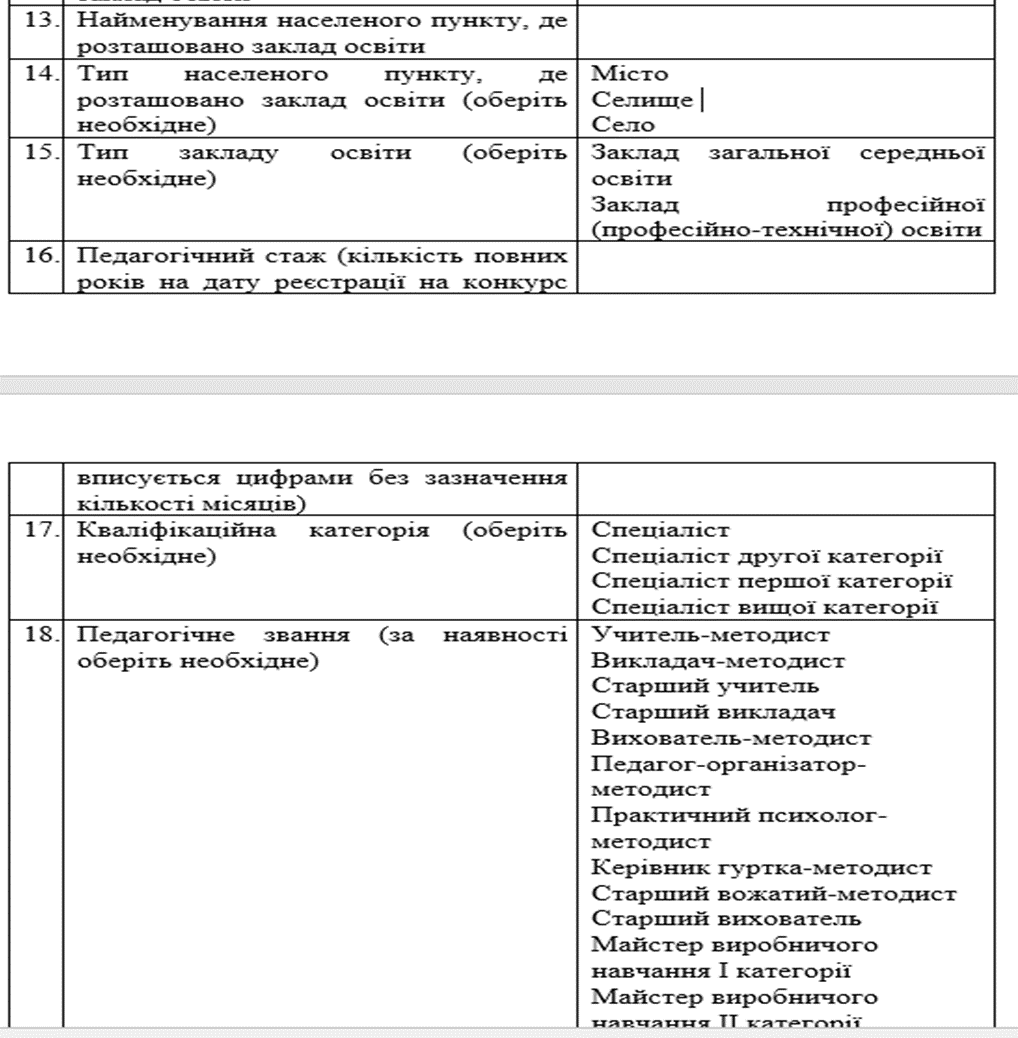 13. Найменування населеного пункту, де
розташовано заклад освіти
14. Тип населеного пункту, де
розташовано заклад освіти (оберіть
необхідне)
Місто
Селище
Село
15. Тип закладу освіти (оберіть
необхідне)
Заклад загальної середньої
освіти
Заклад професійної
(професійно-технічної) освіти
16. Педагогічний стаж (кількість повних
років на дату реєстрації на конкурс
вписується цифрами без зазначення
кількості місяців)
17. Кваліфікаційна категорія (оберіть
необхідне)
Спеціаліст
Спеціаліст другої категорії
Спеціаліст першої категорії
Спеціаліст вищої категорії
18. Педагогічне звання (за наявності
оберіть необхідне)
Учитель-методист
Викладач-методист
Старший учитель
Старший викладач
Вихователь-методист
Педагог-організатор-
методист
Практичний психолог-
методист
Керівник гуртка-методист
Старший вожатий-методист
Старший вихователь
Майстер виробничого
навчання І категорії
Майстер виробничого
навчання ІІ категорії